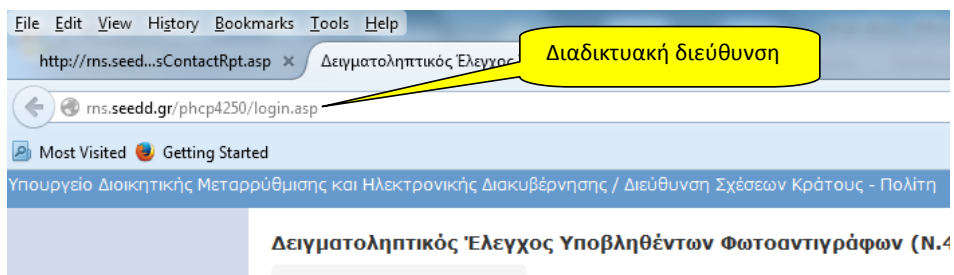 File Edit View History Bookmarks Tools Help
http://rns.seed...sContactRpt.asp × Δειγματοληπτικός Έλεγχος
Διαδικτυακή διεύθυνση
rns.seedd.gr/phcp4250/login.asp
Most Visited Getting Started
Υπουργείο Διοικητικής Μεταρρύθμισης και Ηλεκτρονικής Διακυβέρνησης / Διεύθυνση Σχέσεων Κράτους - Πολίτη
Δειγματοληπτικός Έλεγχος Υποβληθέντων Φωτοαντιγράφων (Ν.4